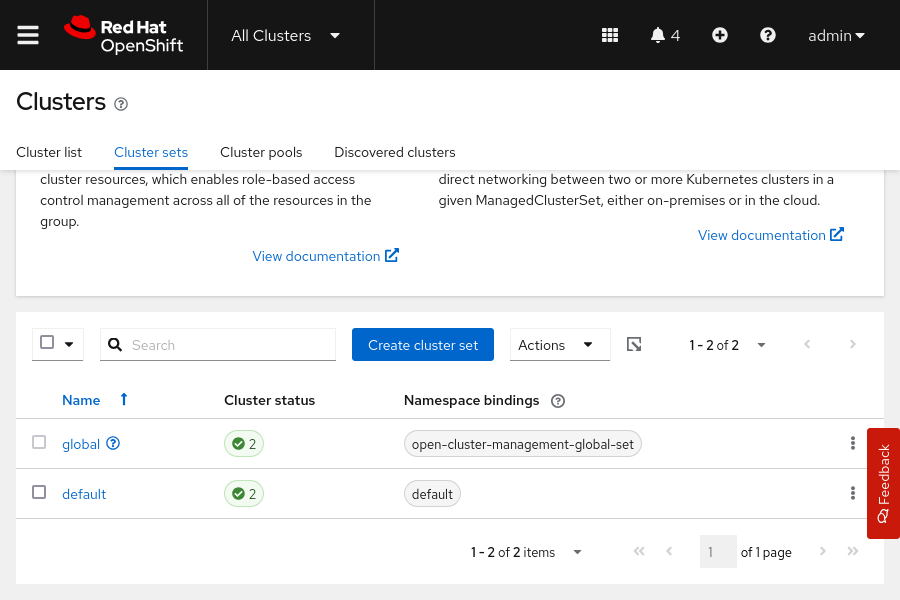 Red Hat
OpenShift
All Clusters
4
admin
Clusters
Cluster list
Cluster sets
Cluster pools
Discovered clusters
cluster resources, which enables role-based access
control management across all of the resources in the
group.
View documentation
direct networking between two or more Kubernetes clusters in a
given ManagedClusterSet, either on-premises or in the cloud.
View documentation
Search
Create cluster set
Actions
1 - 2 of 2
Name
Cluster status
Namespace bindings
global
2
open-cluster-management-global-set
default
2
default
Feedback
1 - 2 of 2 items
1
of 1 page